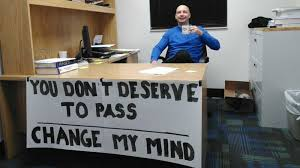 "YOU DON'T DESERVE"
TO PASS
CHANGE MY MIND